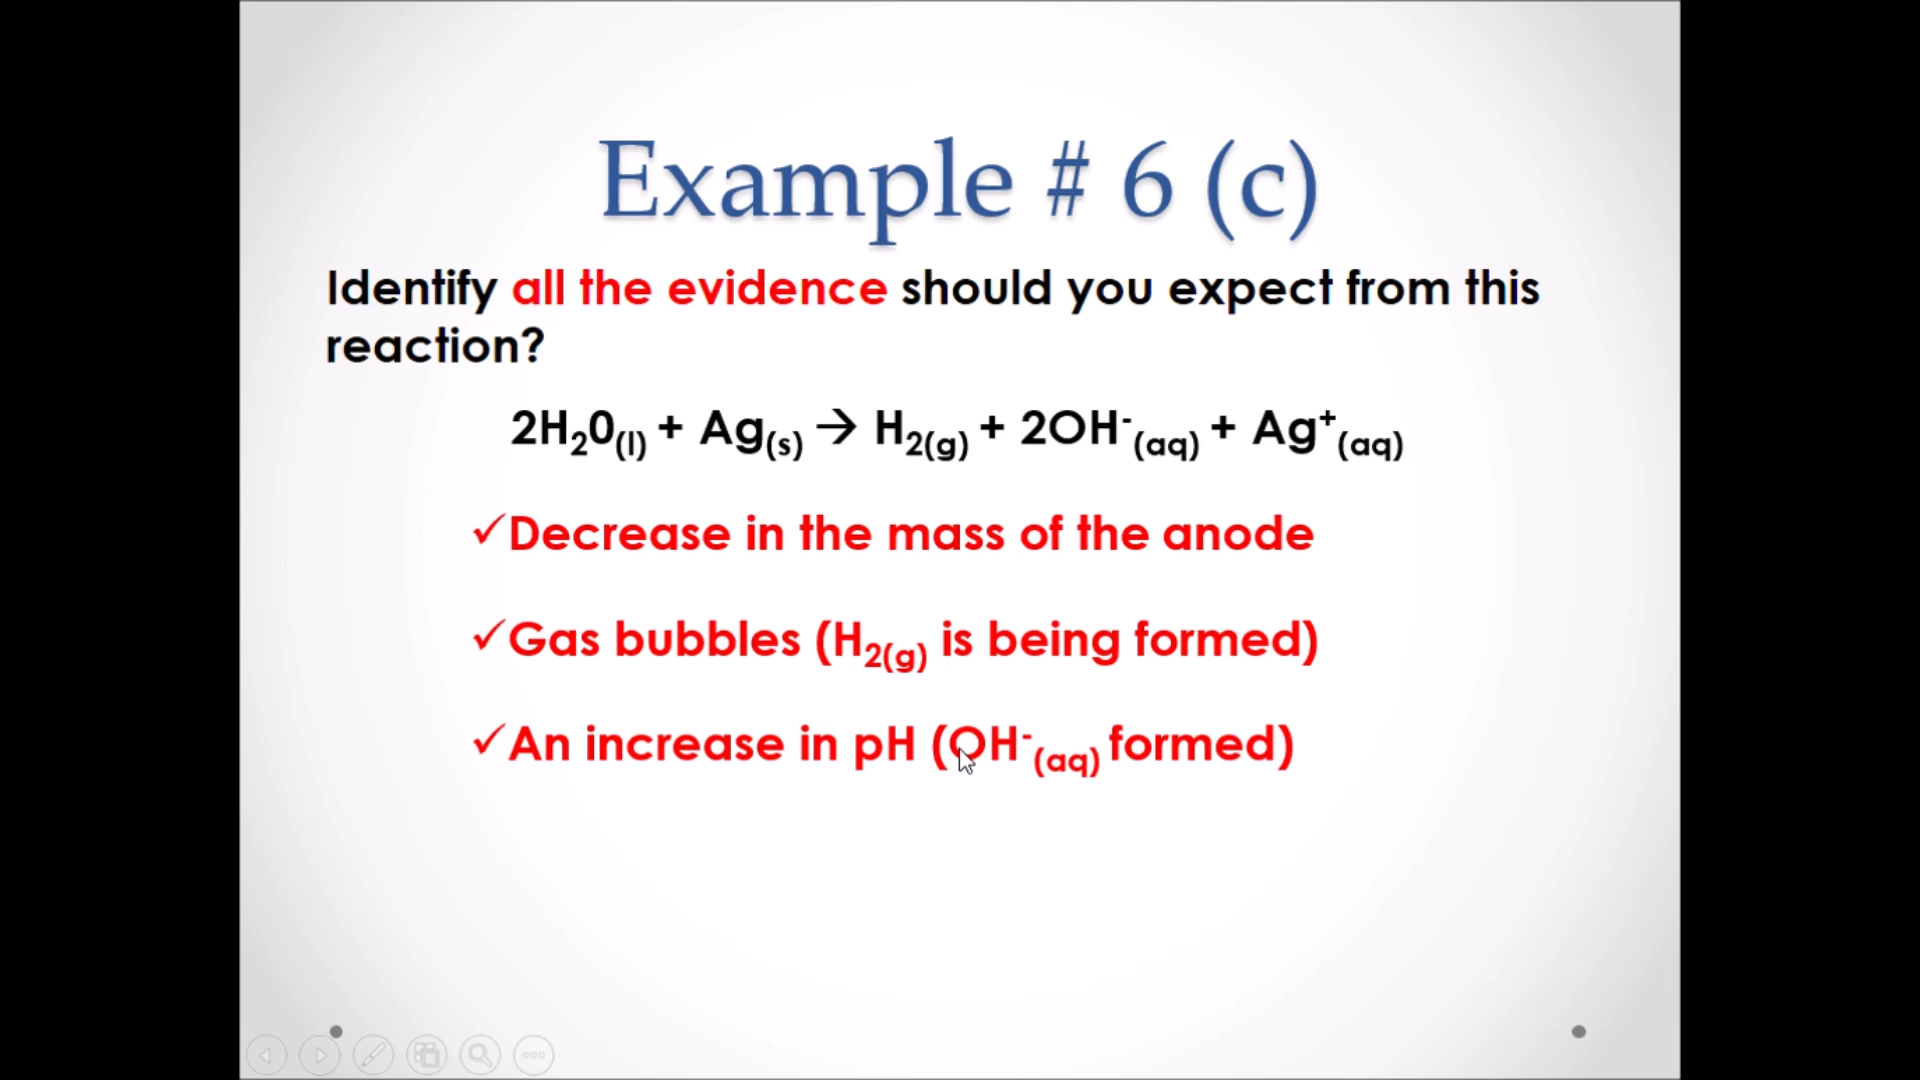 Example # 6 (c)
Identify all the evidence should you expect from this
reaction?
2H₂0(l) + Ag(s) → H₂(g) + 2OH⁻(aq) + Ag⁺(aq)
✓Decrease in the mass of the anode
✓Gas bubbles (H₂(g) is being formed)
✓An increase in pH (OH⁻(aq) formed)